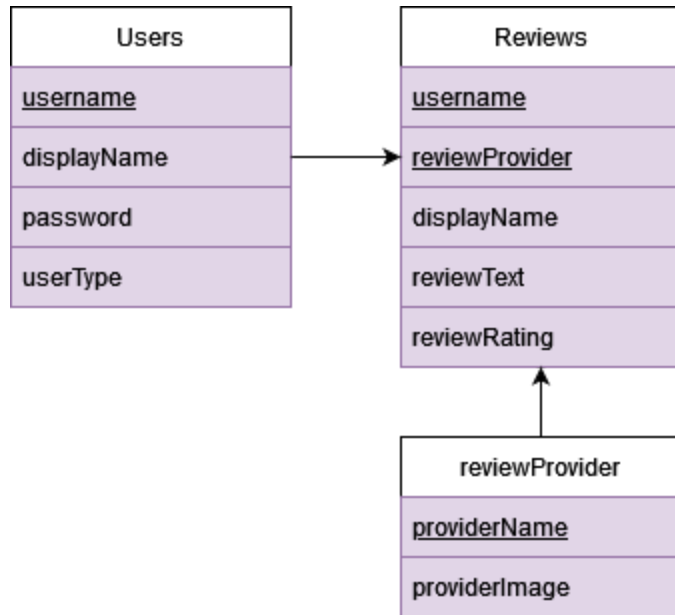 Users
username
displayName
password
userType
Reviews
username
reviewProvider
displayName
reviewText
reviewRating
reviewProvider
providerName
providerImage